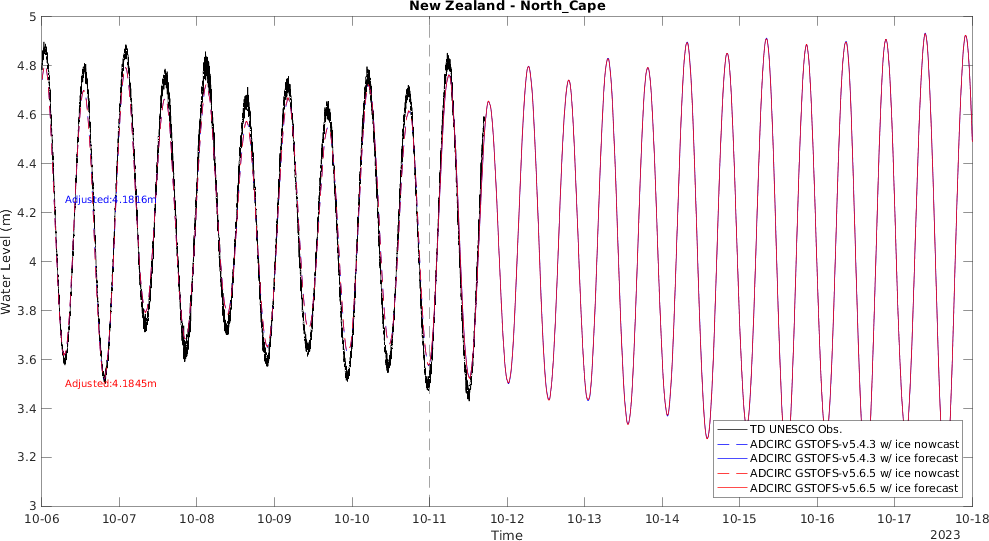 New Zealand - North_Cape
Water Level (m)
5
4.8
4.6
4.4
4.2
4
3.8
3.6
3.4
3.2
3
Adjusted:4.1816m
Adjusted:4.1845m
TD UNESCO Obs.
ADCIRC GSTOFS-v5.4.3 w/ ice nowcast
ADCIRC GSTOFS-v5.4.3 w/ ice forecast
ADCIRC GSTOFS-v5.6.5 w/ ice nowcast
ADCIRC GSTOFS-v5.6.5 w/ ice forecast
10-06 10-07 10-08 10-09 10-10 10-11 10-12 10-13 10-14 10-15 10-16 10-17 10-18
Time
2023